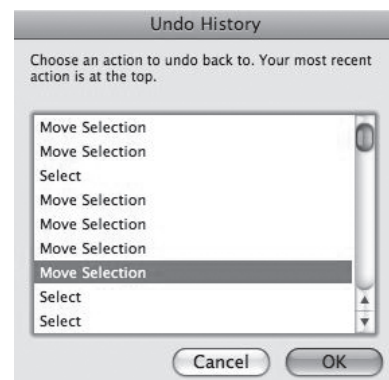 Undo History
Choose an action to undo back to. Your most recent
action is at the top.
Move Selection
Move Selection
Select
Move Selection
Move Selection
Move Selection
Move Selection
Select
Select
Cancel
OK